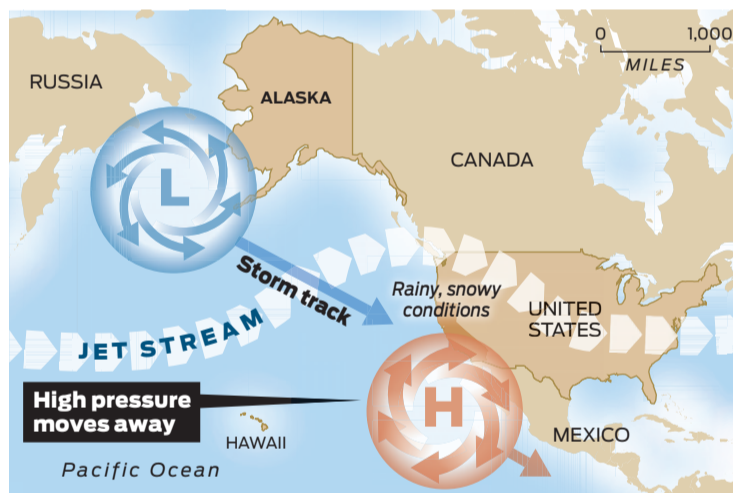 0 1,000
MILES
RUSSIA
ALASKA
CANADA
L
Storm track
Rainy, snowy
conditions
UNITED
STATES
JET STREAM
High pressure
moves away
H
HAWAII
MEXICO
Pacific Ocean